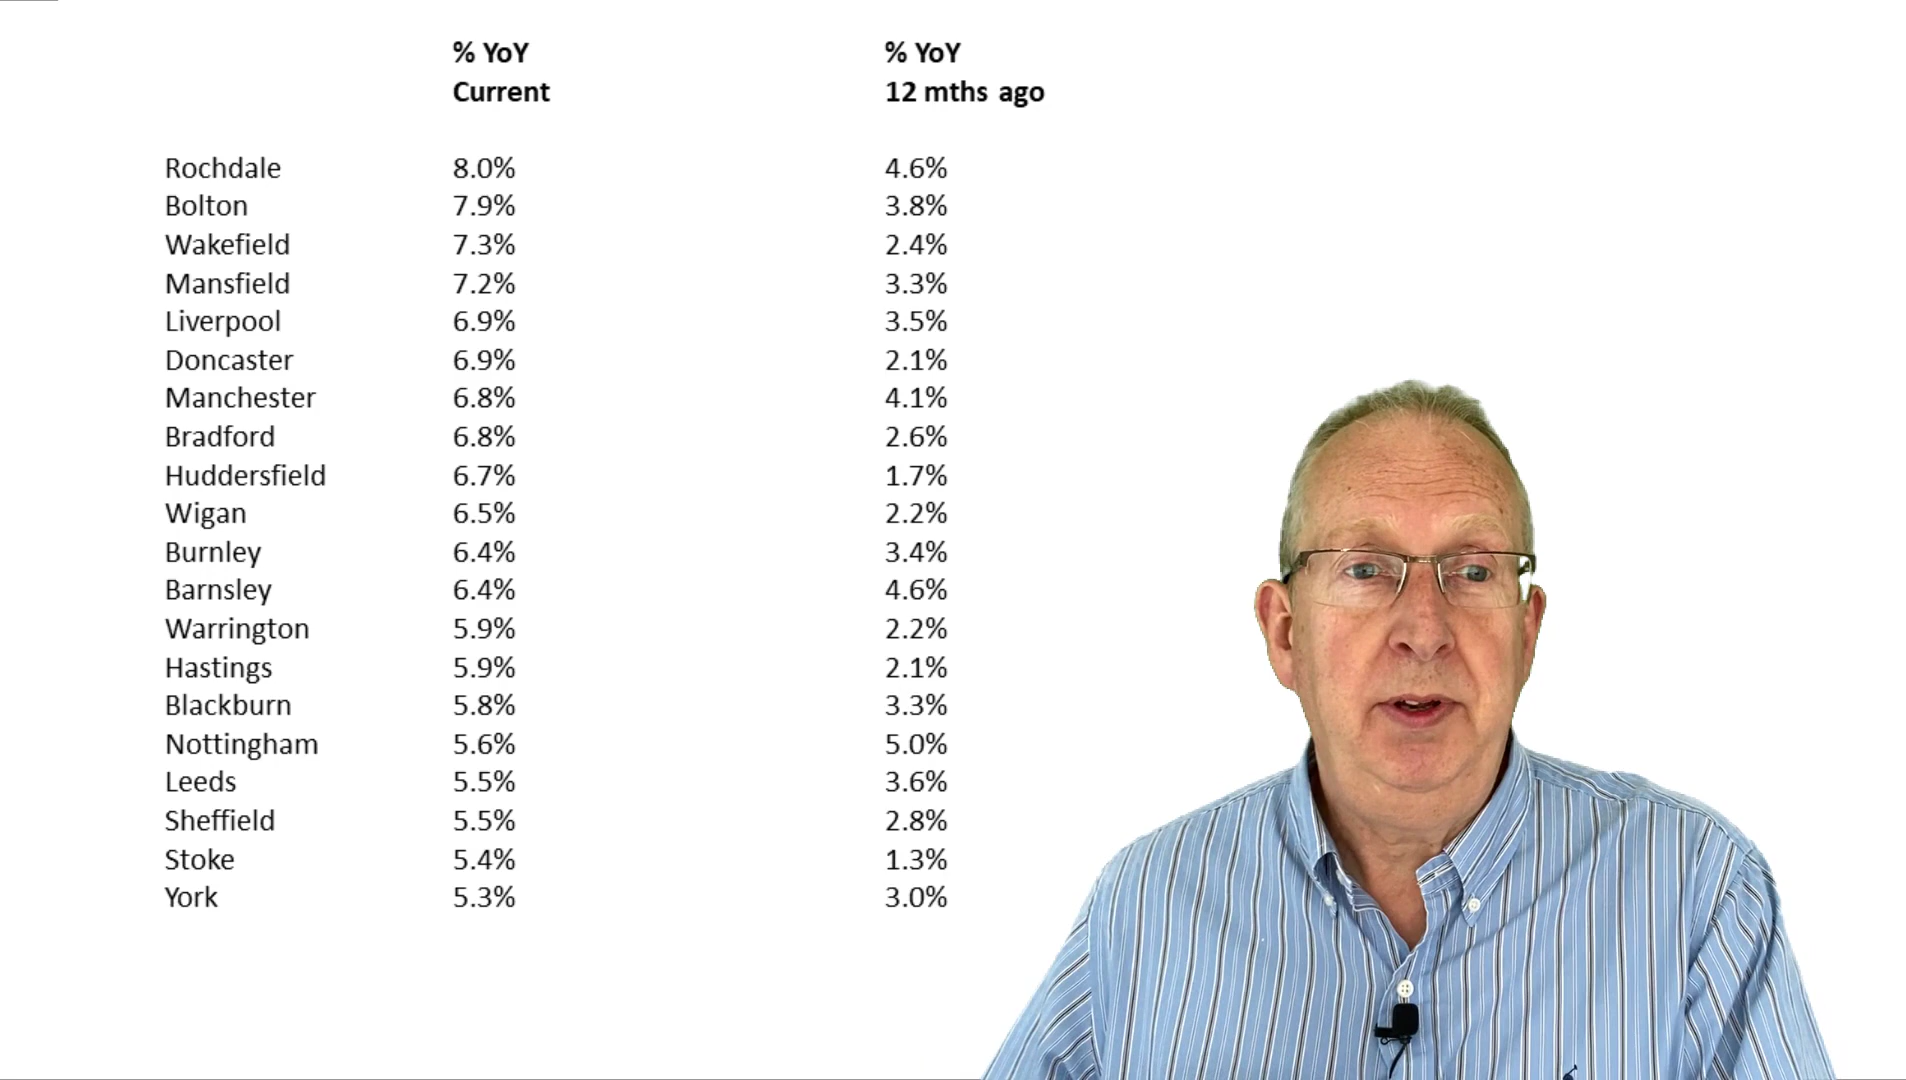 % YoY % YoY
Current 12 mths ago
Rochdale 8.0% 4.6%
Bolton 7.9% 3.8%
Wakefield 7.3% 2.4%
Mansfield 7.2% 3.3%
Liverpool 6.9% 3.5%
Doncaster 6.9% 2.1%
Manchester 6.8% 4.1%
Bradford 6.8% 2.6%
Huddersfield 6.7% 1.7%
Wigan 6.5% 2.2%
Burnley 6.4% 3.4%
Barnsley 6.4% 4.6%
Warrington 5.9% 2.2%
Hastings 5.9% 2.1%
Blackburn 5.8% 3.3%
Nottingham 5.6% 5.0%
Leeds 5.5% 3.6%
Sheffield 5.5% 2.8%
Stoke 5.4% 1.3%
York 5.3% 3.0%